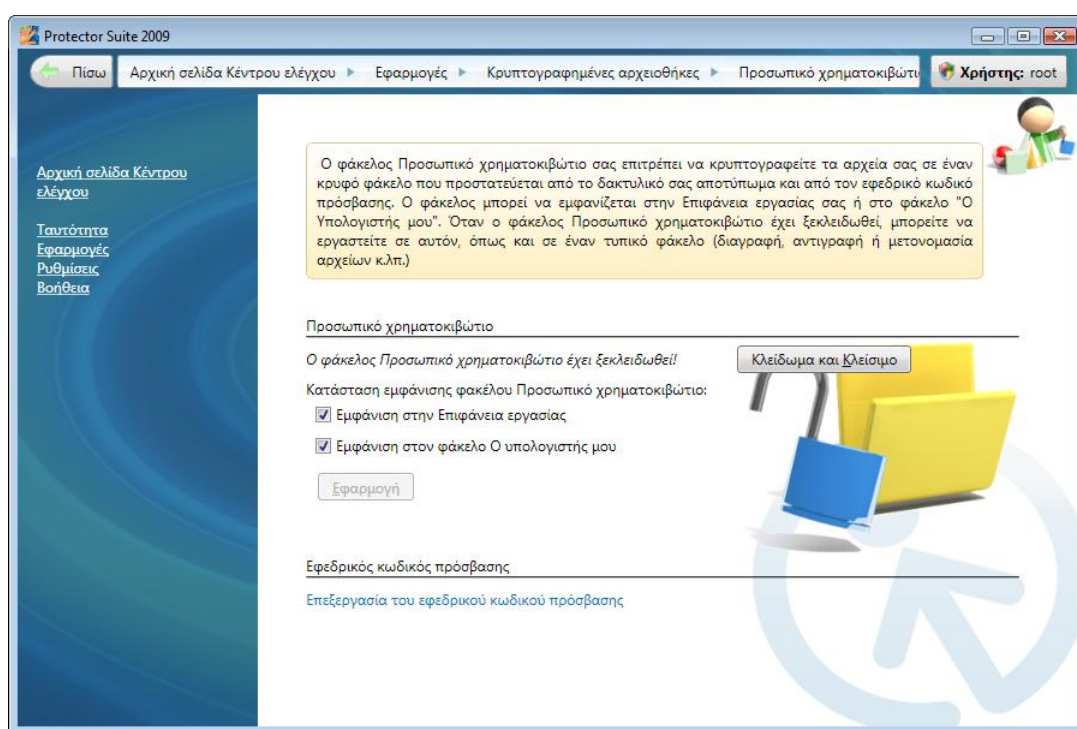 Protector Suite 2009
Πίσω
Αρχική σελίδα Κέντρου ελέγχου
Εφαρμογές
Κρυπτογραφημένες αρχειοθήκες
Προσωπικό χρηματοκιβώτι
Χρήστης: root
Αρχική σελίδα Κέντρου
ελέγχου
Ταυτότητα
Εφαρμογές
Ρυθμίσεις
Βοήθεια
Ο φάκελος Προσωπικό χρηματοκιβώτιο σας επιτρέπει να κρυπτογραφείτε τα αρχεία σας σε έναν
κρυφό φάκελο που προστατεύεται από το δακτυλικό σας αποτύπωμα και από τον εφεδρικό κωδικό
πρόσβασης. Ο φάκελος μπορεί να εμφανίζεται στην Επιφάνεια εργασίας σας ή στο φάκελο "Ο
Υπολογιστής μου". Όταν ο φάκελος Προσωπικό χρηματοκιβώτιο έχει ξεκλειδωθεί, μπορείτε να
εργαστείτε σε αυτόν, όπως και σε έναν τυπικό φάκελο (διαγραφή, αντιγραφή ή μετονομασία
αρχείων κ.λπ.)
Προσωπικό χρηματοκιβώτιο
Ο φάκελος Προσωπικό χρηματοκιβώτιο έχει ξεκλειδωθεί!
Κλείδωμα και Κλείσιμο
Κατάσταση εμφάνισης φακέλου Προσωπικό χρηματοκιβώτιο:
Εμφάνιση στην Επιφάνεια εργασίας
Εμφάνιση στον φάκελο Ο υπολογιστής μου
Εφαρμογή
Εφεδρικός κωδικός πρόσβασης
Επεξεργασία του εφεδρικού κωδικού πρόσβασης